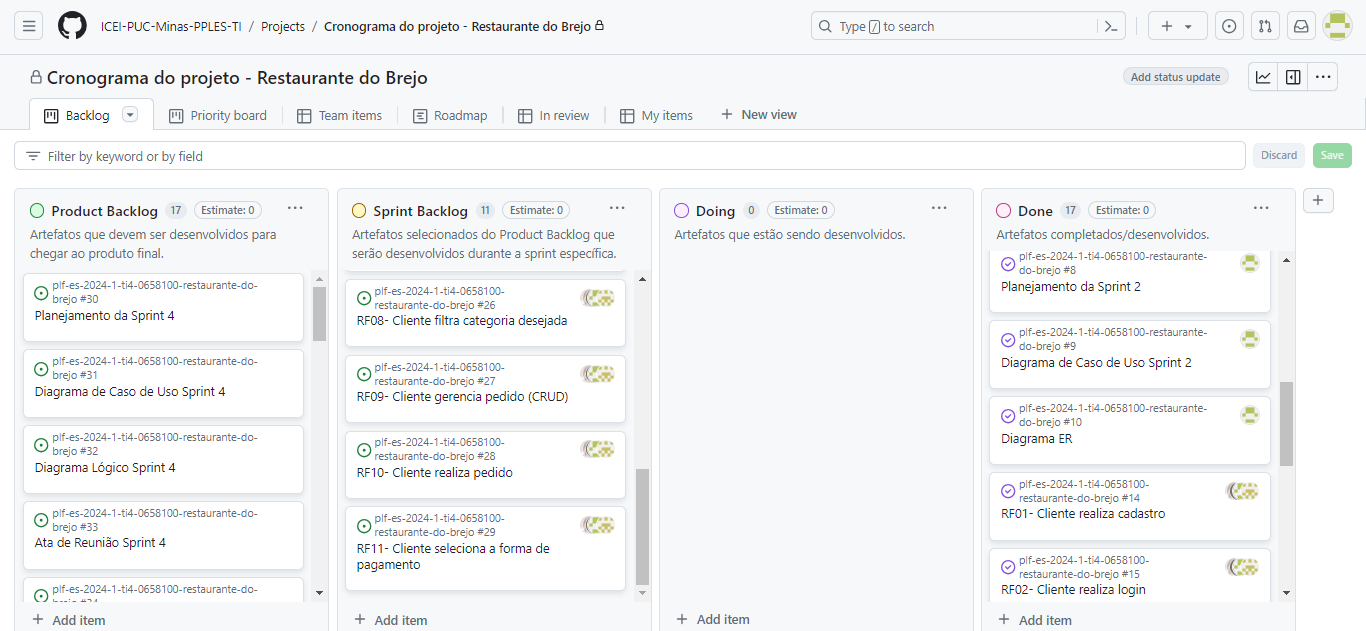 ICEI-PUC-Minas-PPLES-TI / Projects / Cronograma do projeto - Restaurante do Brejo
Type / to search
Cronograma do projeto - Restaurante do Brejo
Add status update
Backlog
Priority board
Team items
Roadmap
In review
My items
New view
Filter by keyword or by field
Discard
Save
Product Backlog 17 Estimate: 0
Artefatos que devem ser desenvolvidos para
chegar ao produto final.
plf-es-2024-1-ti4-0658100-restaurante-do-
brejo #30
Planejamento da Sprint 4
plf-es-2024-1-ti4-0658100-restaurante-do-
brejo #31
Diagrama de Caso de Uso Sprint 4
plf-es-2024-1-ti4-0658100-restaurante-do-
brejo #32
Diagrama Lógico Sprint 4
plf-es-2024-1-ti4-0658100-restaurante-do-
brejo #33
Ata de Reunião Sprint 4
plf-es-2024-1-ti4-0658100-restaurante-do-
brejo #34
Add item
Sprint Backlog 11 Estimate: 0
Artefatos selecionados do Product Backlog que
serão desenvolvidos durante a sprint específica.
plf-es-2024-1-ti4-0658100-
restaurante-do-brejo #26
RF08- Cliente filtra categoria desejada
plf-es-2024-1-ti4-0658100-
restaurante-do-brejo #27
RF09- Cliente gerencia pedido (CRUD)
plf-es-2024-1-ti4-0658100-
restaurante-do-brejo #28
RF10- Cliente realiza pedido
plf-es-2024-1-ti4-0658100-
restaurante-do-brejo #29
RF11- Cliente seleciona a forma de
pagamento
Add item
Doing 0 Estimate: 0
Artefatos que estão sendo desenvolvidos.
Add item
Done 17 Estimate: 0
Artefatos completados/desenvolvidos.
plf-es-2024-1-ti4-0658100-restaurante-
do-brejo #8
Planejamento da Sprint 2
plf-es-2024-1-ti4-0658100-restaurante-
do-brejo #9
Diagrama de Caso de Uso Sprint 2
plf-es-2024-1-ti4-0658100-restaurante-
do-brejo #10
Diagrama ER
plf-es-2024-1-ti4-0658100-
restaurante-do-brejo #14
RF01- Cliente realiza cadastro
plf-es-2024-1-ti4-0658100-
restaurante-do-brejo #15
RF02- Cliente realiza login
Add item